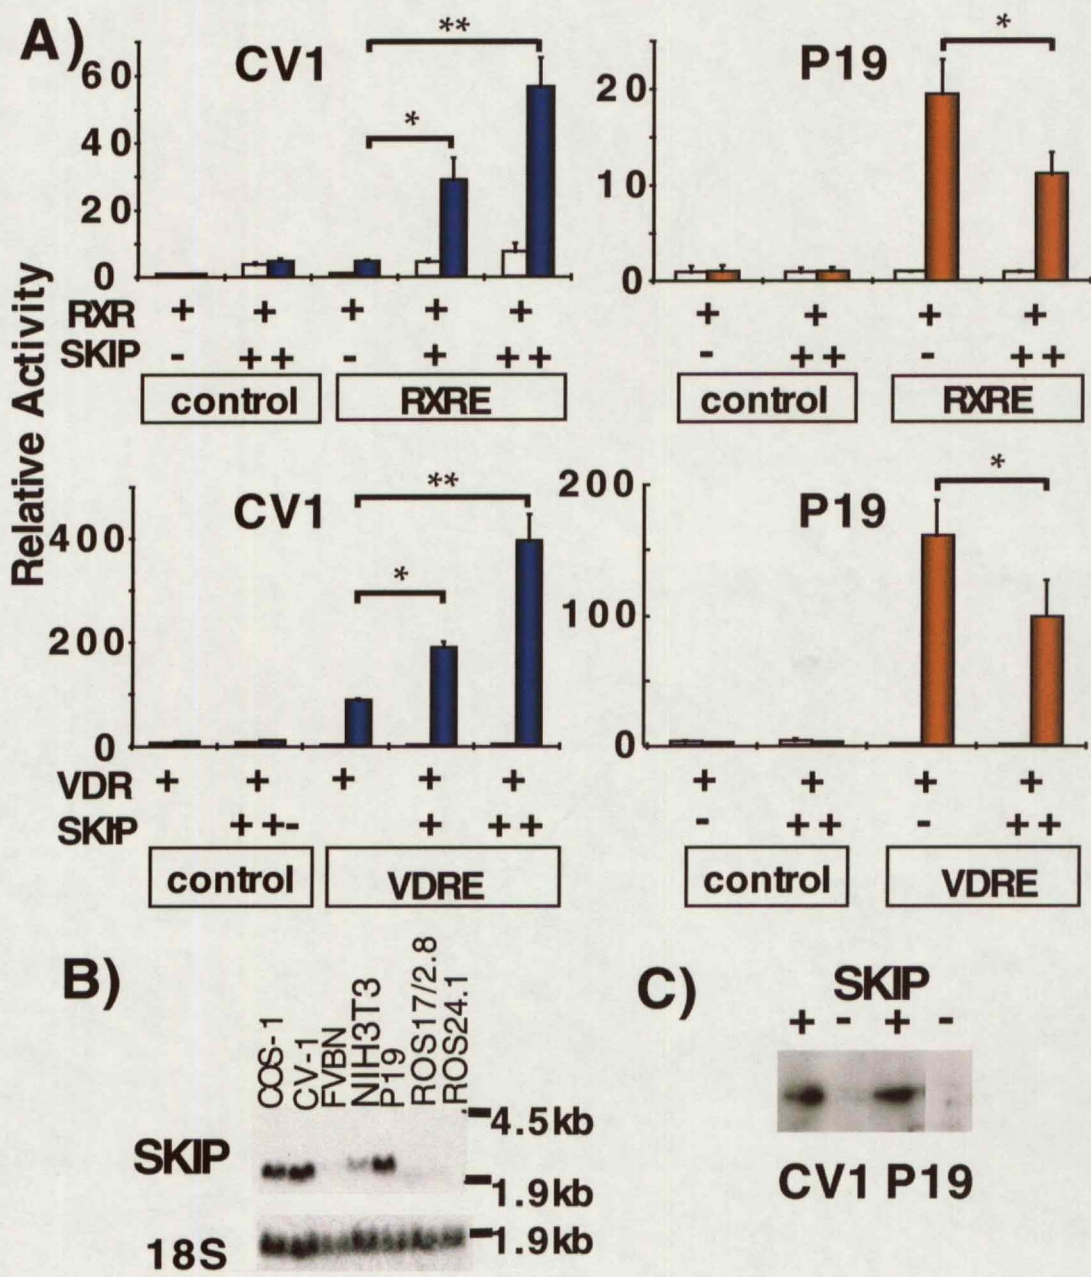 A)
Relative Activity
CV1
**
*
60
40
20
0
RXR + + + + +
SKIP - ++ - + ++
control RXRE
P19
*
20
10
0
+ + + +
- ++ - ++
control RXRE
CV1
**
*
400
200
0
VDR + + + + +
SKIP ++- + ++
control VDRE
P19
*
200
100
0
+ + + +
- ++ - ++
control VDRE
B)
COS-1
CV-1
FVBN
NIH3T3
P19
ROS17/2.8
ROS24.1
4.5kb
SKIP
1.9kb
18S
1.9kb
C)
SKIP
+ - + -
CV1 P19